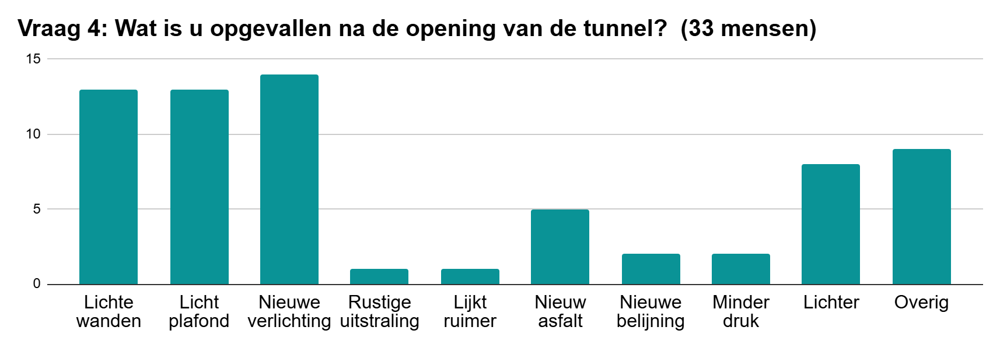 Vraag 4: Wat is u opgevallen na de opening van de tunnel?  (33 mensen)
15
10
5
0
Lichte wanden
Licht plafond
Nieuwe verlichting
Rustige uitstraling
Lijkt ruimer
Nieuw asfalt
Nieuwe belijning
Minder druk
Lichter
Overig